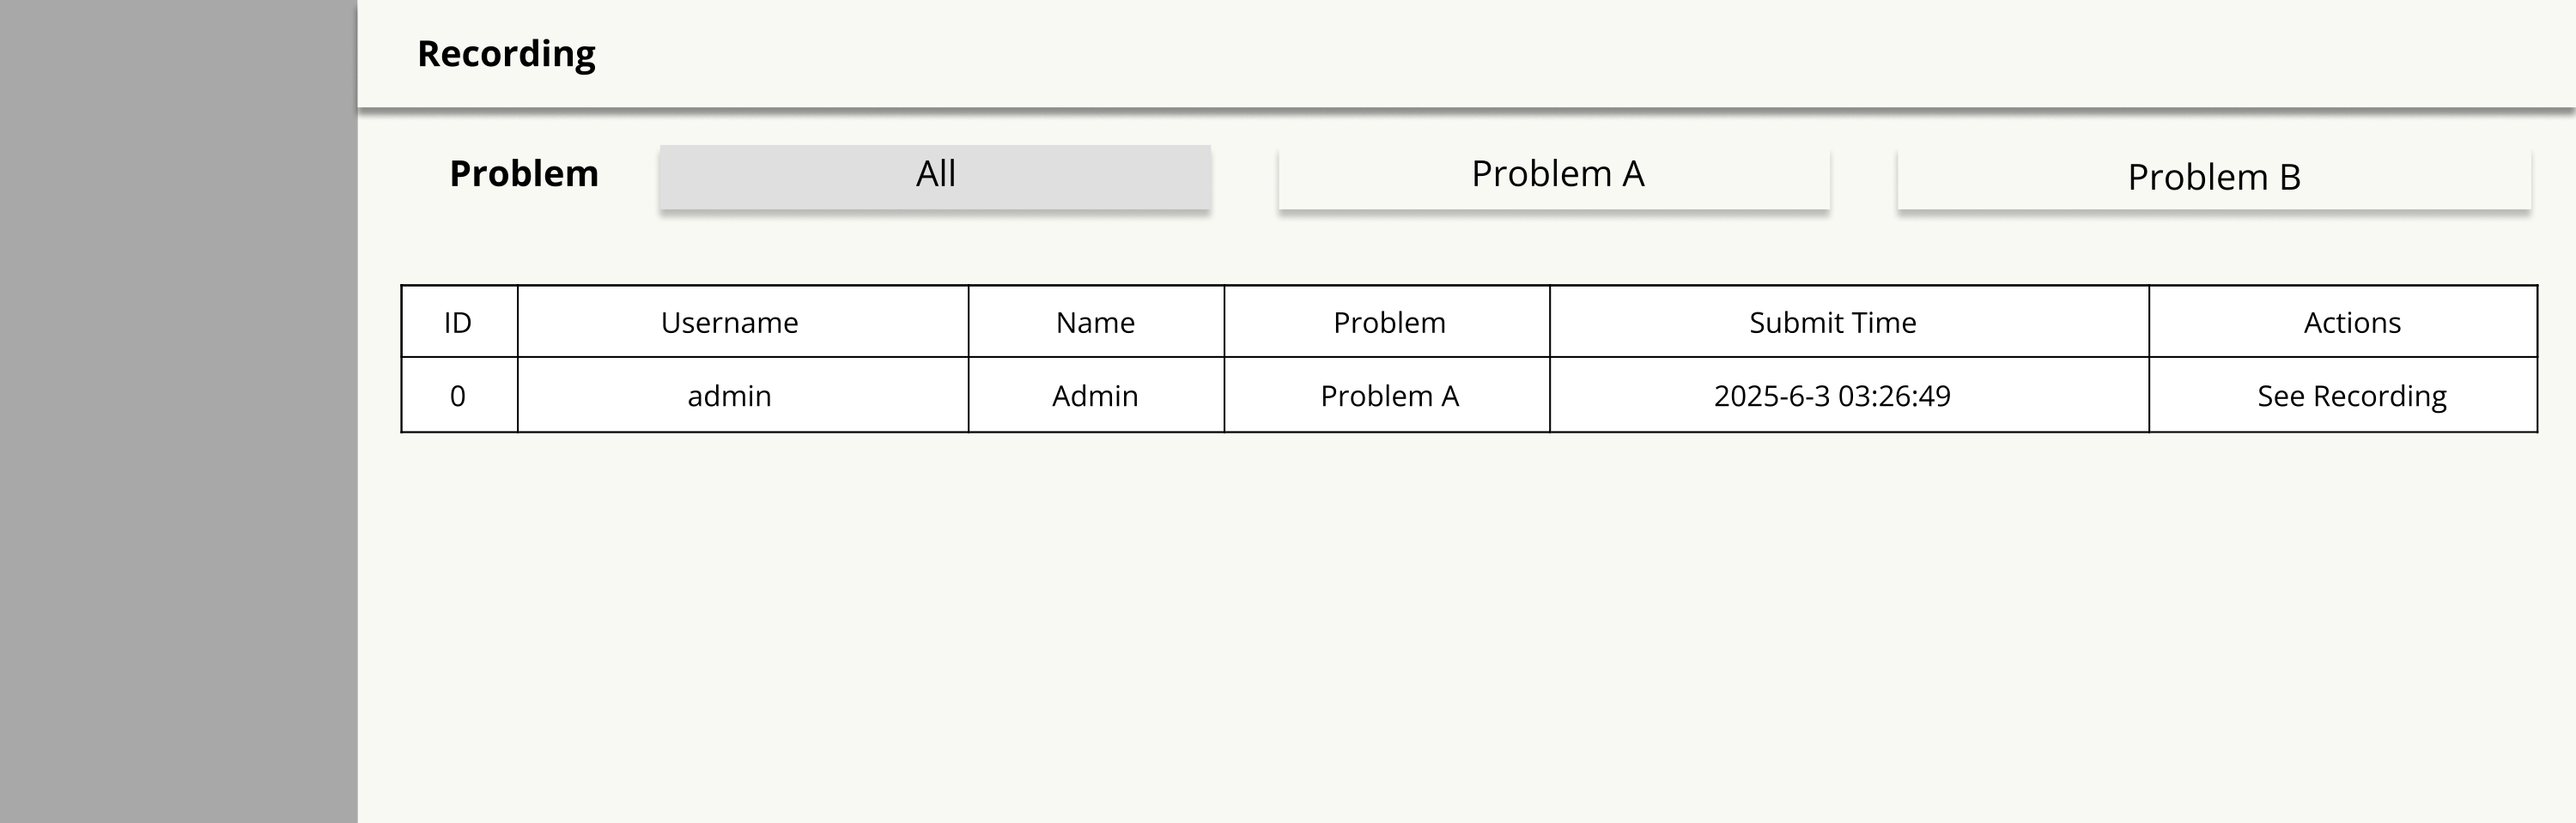 Recording
Problem All Problem A Problem B
ID Username Name Problem Submit Time Actions
0 admin Admin Problem A 2025-6-3 03:26:49 See Recording